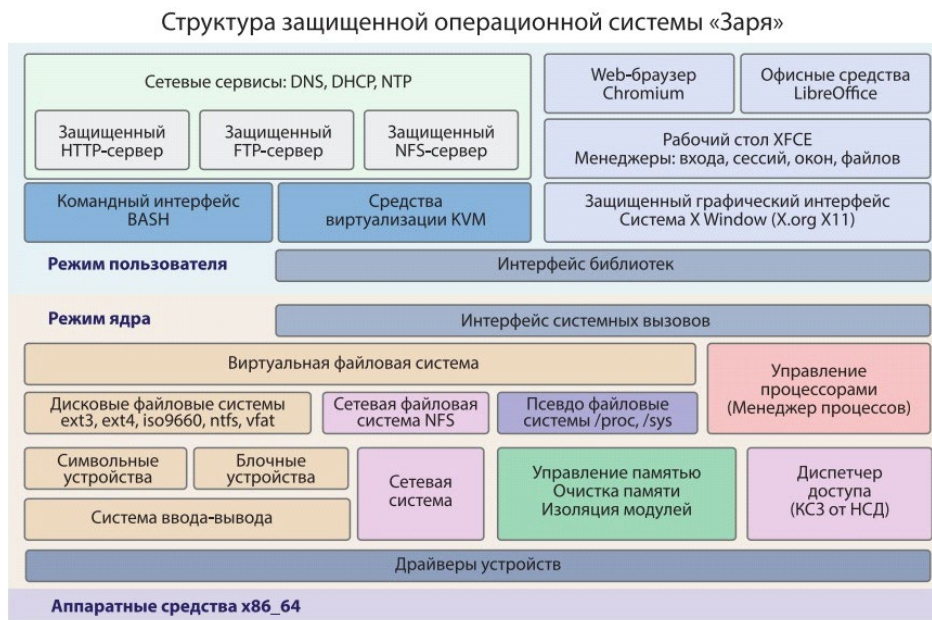 Структура защищенной операционной системы «Заря»
Сетевые сервисы: DNS, DHCP, NTP
Защищенный
HTTP-сервер
Защищенный
FTP-сервер
Защищенный
NFS-сервер
Web-браузер
Chromium
Офисные средства
LibreOffice
Рабочий стол XFCE
Менеджеры: входа, сессий, окон, файлов
Командный интерфейс
BASH
Средства
виртуализации KVM
Защищенный графический интерфейс
Система X Window (X.org X11)
Режим пользователя
Интерфейс библиотек
Режим ядра
Интерфейс системных вызовов
Виртуальная файловая система
Управление
процессорами
(Менеджер процессов)
Дисковые файловые системы
ext3, ext4, iso9660, ntfs, vfat
Сетевая файловая
система NFS
Псевдо файловые
системы /proc, /sys
Символьные
устройства
Блочные
устройства
Система ввода-вывода
Сетевая
система
Управление памятью
Очистка памяти
Изоляция модулей
Диспетчер
доступа
(КСЗ от НСД)
Драйверы устройств
Аппаратные средства x86_64